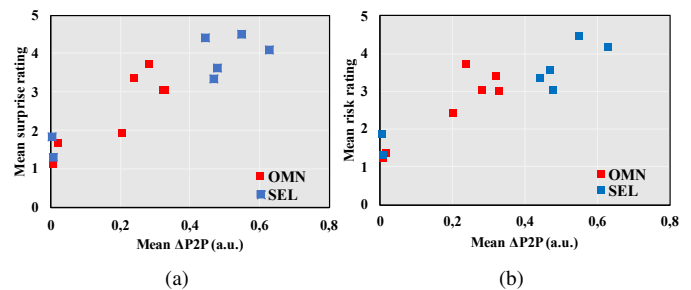 5
4
3
2
1
0
Mean surprise rating
OMN
SEL
0
0,2
0,4
0,6
0,8
Mean ΔP2P (a.u.)
(a)
5
4
3
2
1
0
Mean risk rating
OMN
SEL
0
0,2
0,4
0,6
0,8
Mean ΔP2P (a.u.)
(b)